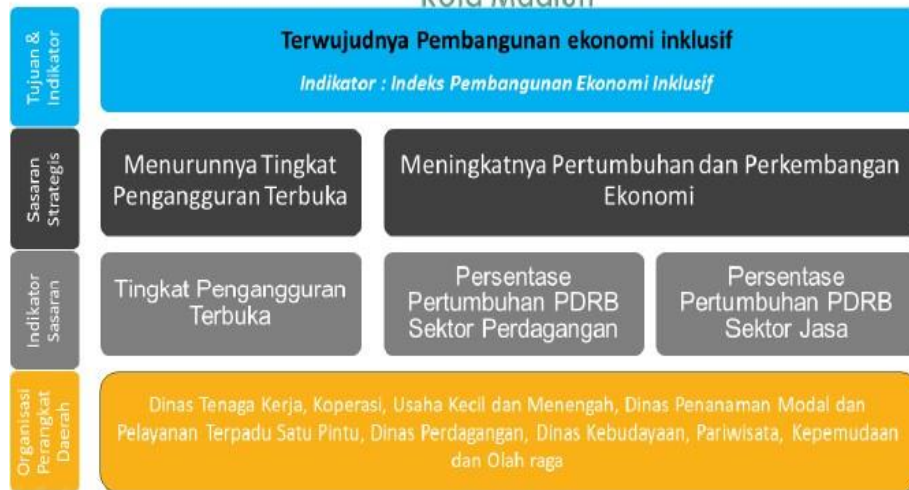 Kota Madiun
Tujuan &
Indikator
Terwujudnya Pembangunan ekonomi inklusif
Indikator : Indeks Pembangunan Ekonomi Inklusif
Sasaran
Strategis
Menurunnya Tingkat
Pengangguran Terbuka
Meningkatnya Pertumbuhan dan Perkembangan
Ekonomi
Indikator
Sasaran
Tingkat Pengangguran
Terbuka
Persentase
Pertumbuhan PDRB
Sektor Perdagangan
Persentase
Pertumbuhan PDRB
Sektor Jasa
Organisasi
Perangkat
Daerah
Dinas Tenaga Kerja, Koperasi, Usaha Kecil dan Menengah, Dinas Penanaman Modal dan
Pelayanan Terpadu Satu Pintu, Dinas Perdagangan, Dinas Kebudayaan, Pariwisata, Kepemudaan
dan Olah raga